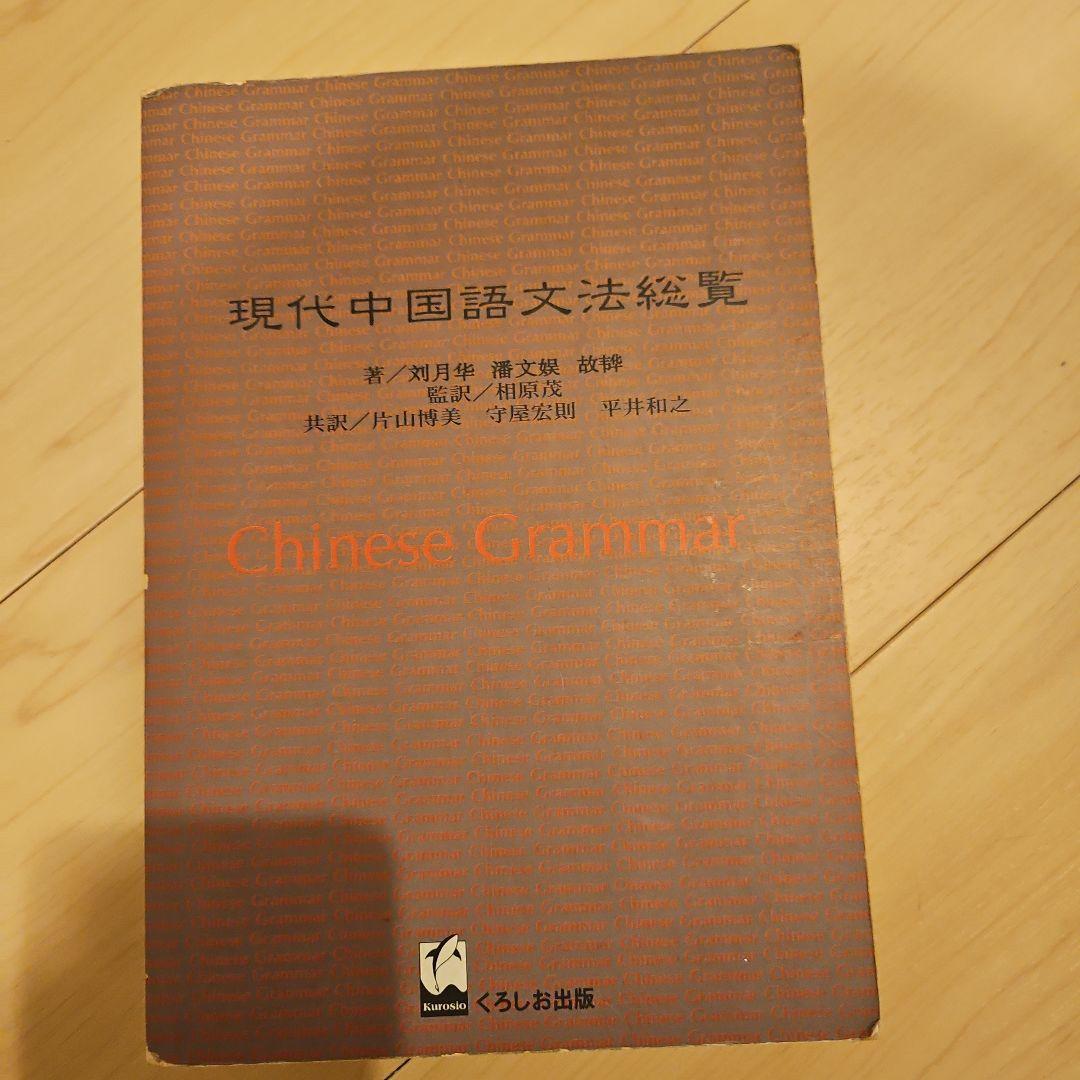 現代中国語文法総覧
著／刘月华 潘文娱 故韡
監訳／相原茂
共訳／片山博美 守屋宏則 平井和之
Chinese Grammar
Kurosio くろしお出版